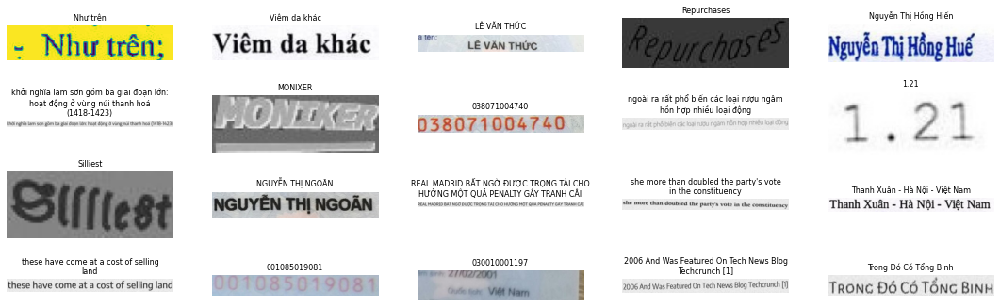 Như trên
Như trên;
Viêm da khác
Viêm da khác
LÊ VĂN THỨC
LÊ VĂN THỨC
Repurchases
Repurchases
Nguyễn Thị Hồng Hiến
Nguyễn Thị Hồng Huế
khởi nghĩa lam sơn gồm ba giai đoạn lớn:
hoạt động ở vùng núi thanh hoá
(1418-1423)
khởi nghĩa lam sơn gồm ba giai đoạn lớn: hoạt động ở vùng núi thanh hoá (1418-1423)
MONIXER
MONIKER
038071004740
038071004740
ngoài ra rất phổ biến các loại rượu ngâm
hỗn hợp nhiều loại động
ngoài ra rất phổ biến các loại rượu ngâm hỗn hợp nhiều loại động
1.21
1.21
Silliest
Silliest
NGUYỄN THỊ NGOÃN
NGUYỄN THỊ NGOÃN
REAL MADRID BẤT NGỜ ĐƯỢC TRỌNG TÀI CHO
HƯỞNG MỘT QUẢ PENALTY GÂY TRANH CÃI
REAL MADRID BẤT NGỜ ĐƯỢC TRỌNG TÀI CHO HƯỞNG MỘT QUẢ PENALTY GÂY TRANH CÃI
she more than doubled the party's vote
in the constituency
she more than doubled the party's vote in the constituency
Thanh Xuân - Hà Nội - Việt Nam
Thanh Xuân - Hà Nội - Việt Nam
these have come at a cost of selling
land
these have come at a cost of selling land
001085019081
001085019081
030010001197
27/02/2001
Việt Nam
2006 And Was Featured On Tech News Blog
Techcrunch [1]
2006 And Was Featured On Tech News Blog Techcrunch [1]
Trong Đó Có Tổng Binh
TRONG ĐÓ CÓ TỔNG BINH